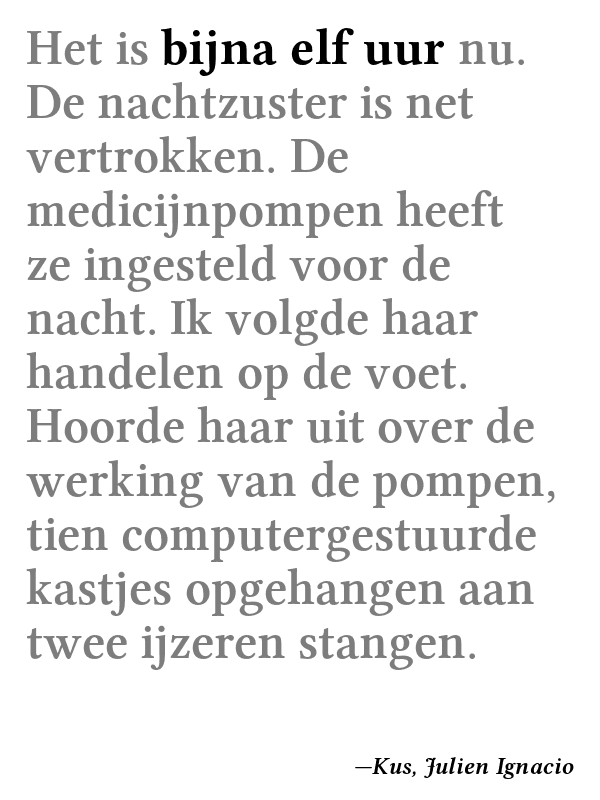 Het is bijna elf uur nu.
De nachtzuster is net
vertrokken. De
medicijnpompen heeft
ze ingesteld voor de
nacht. Ik volgde haar
handelen op de voet.
Hoorde haar uit over de
werking van de pompen,
tien computergestuurde
kastjes opgehangen aan
twee ijzeren stangen.
—Kus, Julien Ignacio